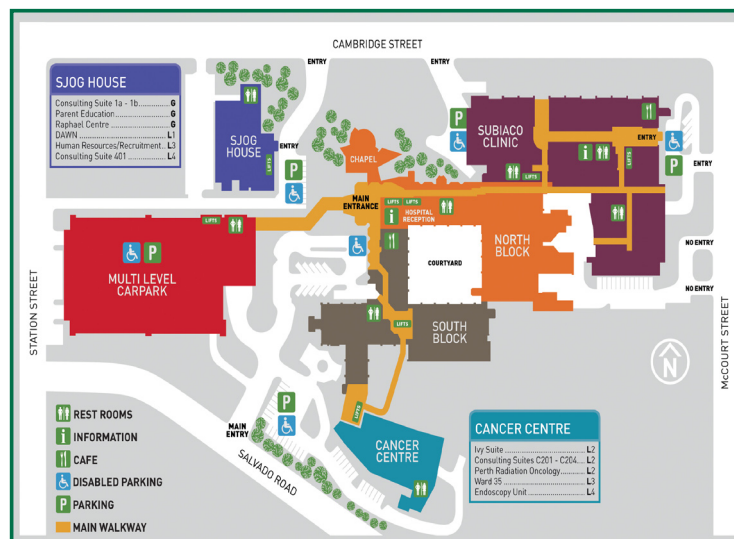 CAMBRIDGE STREET
ENTRY
ENTRY
SJOG HOUSE
Consulting Suite 1a - 1b.............. G
Parent Education...................... G
Raphael Centre........................ G
DAWN.................................. L1
Human Resources/Recruitment.. L3
Consulting Suite 401.................. L4
SJOG
HOUSE
LIFTS
ENTRY
P
P
SUBIACO
CLINIC
LIFTS
i
LIFTS
ENTRY
P
ENTRY
CHAPEL
MAIN
ENTRANCE
LIFTS
LIFTS
i
HOSPITAL
RECEPTION
NORTH
BLOCK
COURTYARD
NO ENTRY
NO ENTRY
LIFTS
P
MULTI LEVEL
CARPARK
STATION STREET
McCOURT STREET
LIFTS
SOUTH
BLOCK
N
P
MAIN
ENTRY
SALVADO ROAD
LIFTS
CANCER
CENTRE
CANCER CENTRE
Ivy Suite.............................. L2
Consulting Suites C201 - C204.... L2
Perth Radiation Oncology........... L2
Ward 35................................ L3
Endoscopy Unit........................ L4
REST ROOMS
i INFORMATION
CAFE
DISABLED PARKING
P PARKING
MAIN WALKWAY